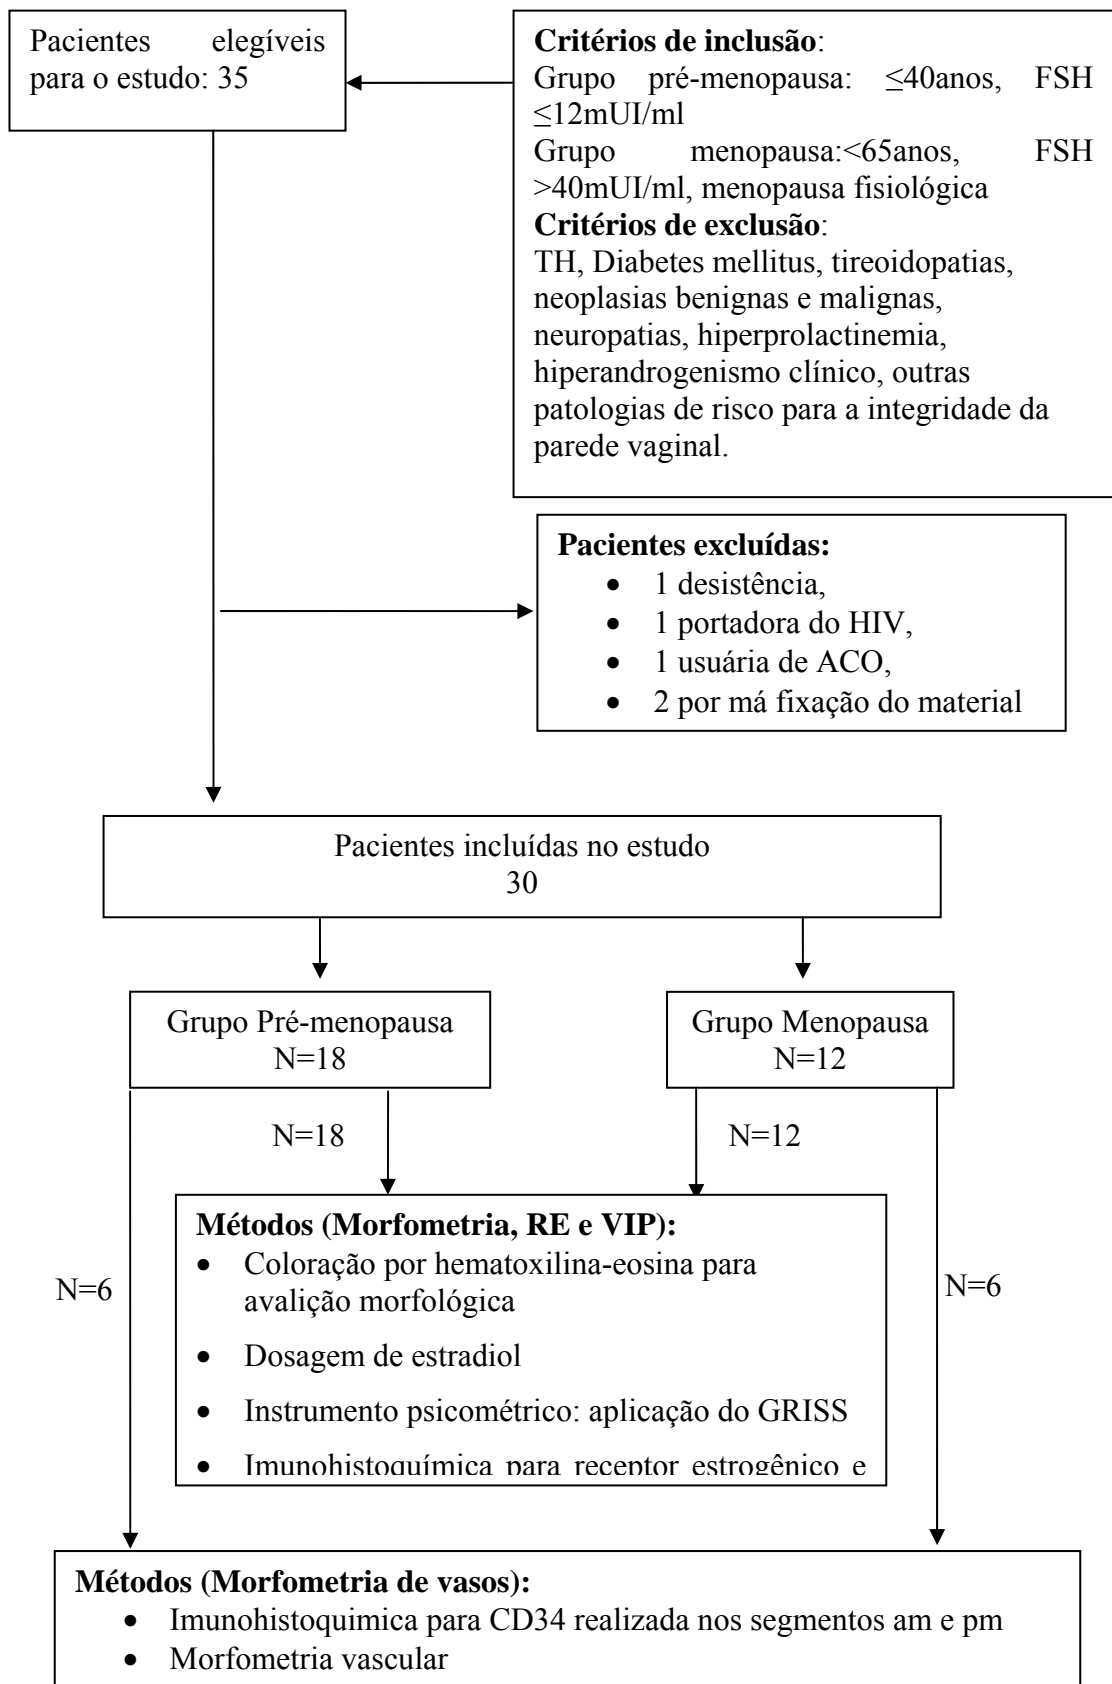 Pacientes elegíveis
para o estudo: 35
Critérios de inclusão:
Grupo pré-menopausa: ≤40anos, FSH
≤12mUI/ml
Grupo menopausa:<65anos, FSH
>40mUI/ml, menopausa fisiológica
Critérios de exclusão:
TH, Diabetes mellitus, tireoidopatias,
neoplasias benignas e malignas,
neuropatias, hiperprolactinemia,
hiperandrogenismo clínico, outras
patologias de risco para a integridade da
parede vaginal.
Pacientes excluídas:
• 1 desistência,
• 1 portadora do HIV,
• 1 usuária de ACO,
• 2 por má fixação do material
Pacientes incluídas no estudo
30
Grupo Pré-menopausa
N=18
Grupo Menopausa
N=12
N=18
N=12
Métodos (Morfometria, RE e VIP):
• Coloração por hematoxilina-eosina para
avalição morfológica
• Dosagem de estradiol
• Instrumento psicométrico: aplicação do GRISS
• Imunohistoquímica para receptor estrogênico e
N=6
N=6
Métodos (Morfometria de vasos):
• Imunohistoquimica para CD34 realizada nos segmentos am e pm
• Morfometria vascular